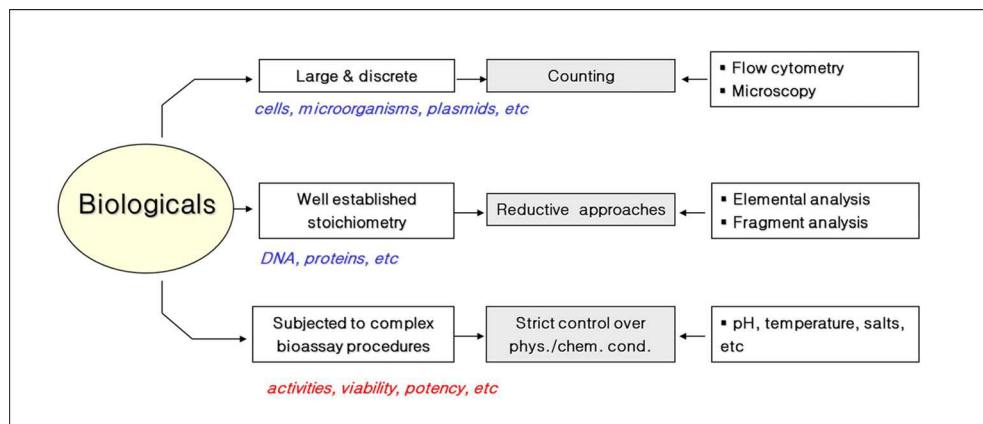 Biologicals
Large & discrete
cells, microorganisms, plasmids, etc
Counting
▪ Flow cytometry
▪ Microscopy
Well established
stoichiometry
DNA, proteins, etc
Reductive approaches
▪ Elemental analysis
▪ Fragment analysis
Subjected to complex
bioassay procedures
activities, viability, potency, etc
Strict control over
phys./chem. cond.
▪ pH, temperature, salts,
etc